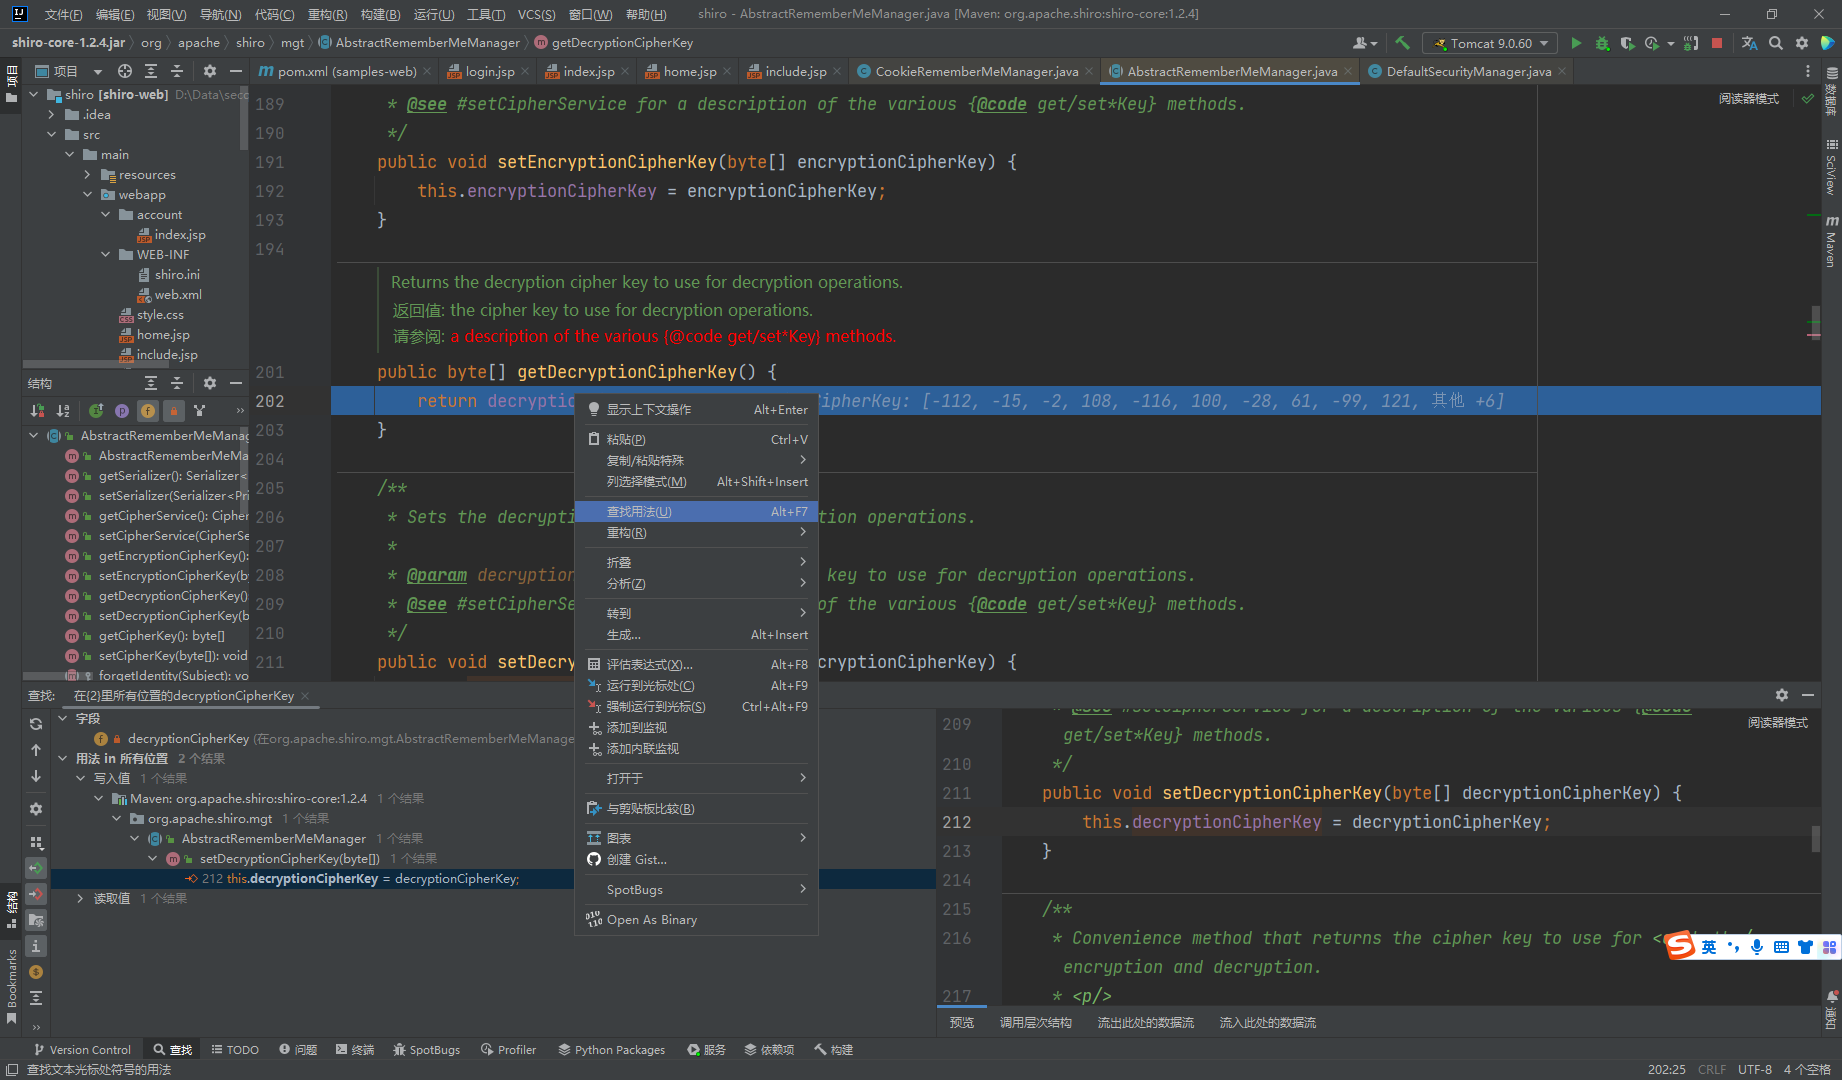 文件(F) 编辑(E) 视图(V) 导航(N) 代码(C) 重构(R) 构建(B) 运行(U) 工具(T) VCS(S) 窗口(W) 帮助(H) shiro - AbstractRememberMeManager.java [Maven: org.apache.shiro:shiro-core:1.2.4]
shiro-core-1.2.4.jar org apache shiro mgt AbstractRememberMeManager getDecryptionCipherKey Tomcat 9.0.60
项目
pom.xml (samples-web) login.jsp index.jsp home.jsp include.jsp CookieRememberMeManager.java AbstractRememberMeManager.java DefaultSecurityManager.java
项目
shiro [shiro-web] D:\Data\sec
.idea
src
main
resources
webapp
account
index.jsp
WEB-INF
shiro.ini
web.xml
style.css
home.jsp
include.jsp
结构
AbstractRememberMeManag
AbstractRememberMeMa
getSerializer(): Serializer<
setSerializer(Serializer<Pri
getCipherService(): Cipher
setCipherService(CipherSe
getEncryptionCipherKey():
setEncryptionCipherKey(by
getDecryptionCipherKey()
setDecryptionCipherKey(b
getCipherKey(): byte[]
setCipherKey(byte[]): void
forgetIdentity(Subject): vo
阅读器模式
189 * @see #setCipherService for a description of the various {@code get/set*Key} methods.
190 */
191 public void setEncryptionCipherKey(byte[] encryptionCipherKey) {
192 this.encryptionCipherKey = encryptionCipherKey;
193 }
194
Returns the decryption cipher key to use for decryption operations.
返回值: the cipher key to use for decryption operations.
请参阅: a description of the various {@code get/set*Key} methods.
201 public byte[] getDecryptionCipherKey() {
202 return decryptio ipherKey: [-112, -15, -2, 108, -116, 100, -28, 61, -99, 121, 其他 +6]
203 }
204
205 /**
206 * Sets the decrypti tion operations.
207 *
208 * @param decryption key to use for decryption operations.
209 * @see #setCipherSe of the various {@code get/set*Key} methods.
210 */
211 public void setDecry cryptionCipherKey) {
显示上下文操作 Alt+Enter
粘贴(P) Ctrl+V
复制/粘贴特殊
列选择模式(M) Alt+Shift+Insert
查找用法(U) Alt+F7
重构(R)
折叠
分析(Z)
转到
生成... Alt+Insert
评估表达式(X)... Alt+F8
运行到光标处(C) Alt+F9
强制运行到光标(S) Ctrl+Alt+F9
添加到监视
添加内联监视
打开于
与剪贴板比较(B)
图表
创建 Gist...
SpotBugs
Open As Binary
查找: 在{2}里所有位置的decryptionCipherKey
字段
decryptionCipherKey (在org.apache.shiro.mgt.AbstractRememberMeManage
用法 in 所有位置 2 个结果
写入值 1 个结果
Maven: org.apache.shiro:shiro-core:1.2.4 1 个结果
org.apache.shiro.mgt 1 个结果
AbstractRememberMeManager 1 个结果
setDecryptionCipherKey(byte[]) 1 个结果
212 this.decryptionCipherKey = decryptionCipherKey;
读取值 1 个结果
阅读器模式
209 * @see #setCipherService for a description of the various {@code
get/set*Key} methods.
210 */
211 public void setDecryptionCipherKey(byte[] decryptionCipherKey) {
212 this.decryptionCipherKey = decryptionCipherKey;
213 }
214
215 /**
216 * Convenience method that returns the cipher key to use for <
encryption and decryption.
217 * <p/>
英
预览 调用层次结构 流出此处的数据流 流入此处的数据流
数据库
SciView
Maven
通知
结构
Bookmarks
Version Control 查找 TODO 问题 终端 SpotBugs Profiler Python Packages 服务 依赖项 构建
查找文本光标处符号的用法 202:25 CRLF UTF-8 4 个空格